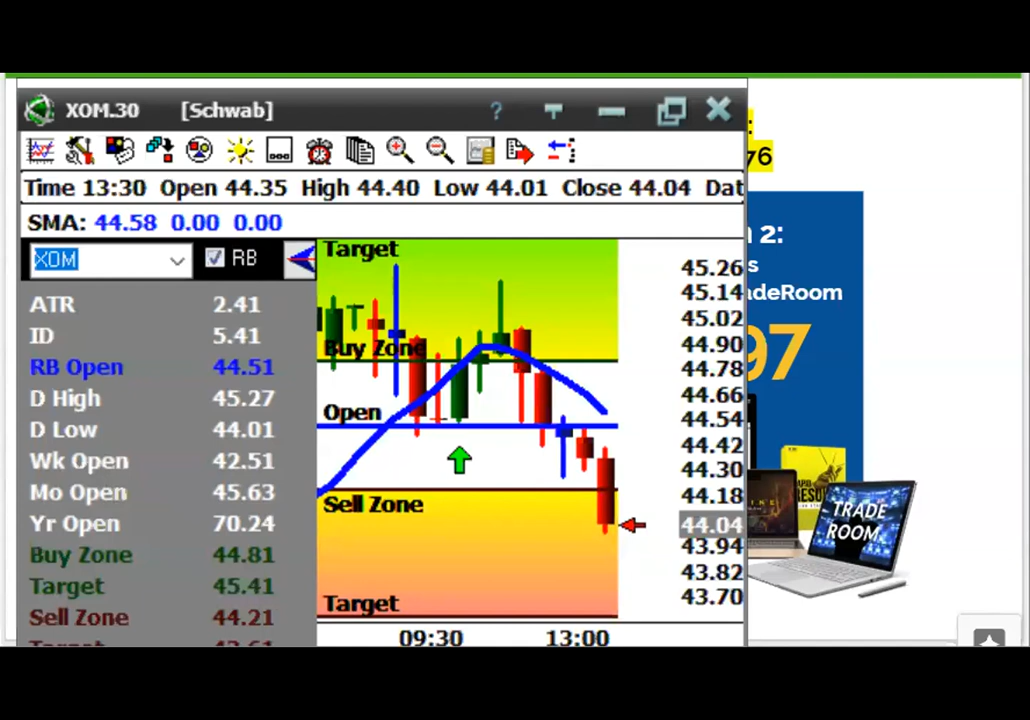 XOM.30 [Schwab]
?
Time 13:30 Open 44.35 High 44.40 Low 44.01 Close 44.04 Dat
SMA: 44.58 0.00 0.00
XOM RB
ATR 2.41
ID 5.41
RB Open 44.51
D High 45.27
D Low 44.01
Wk Open 42.51
Mo Open 45.63
Yr Open 70.24
Buy Zone 44.81
Target 45.41
Sell Zone 44.21
Target
Buy Zone
Open
Sell Zone
Target
45.26
45.14
45.02
44.90
44.78
44.66
44.54
44.42
44.30
44.18
44.04
43.94
43.82
43.70
09:30 13:00
76
2:
s
adeRoom
97
TRADE
ROOM